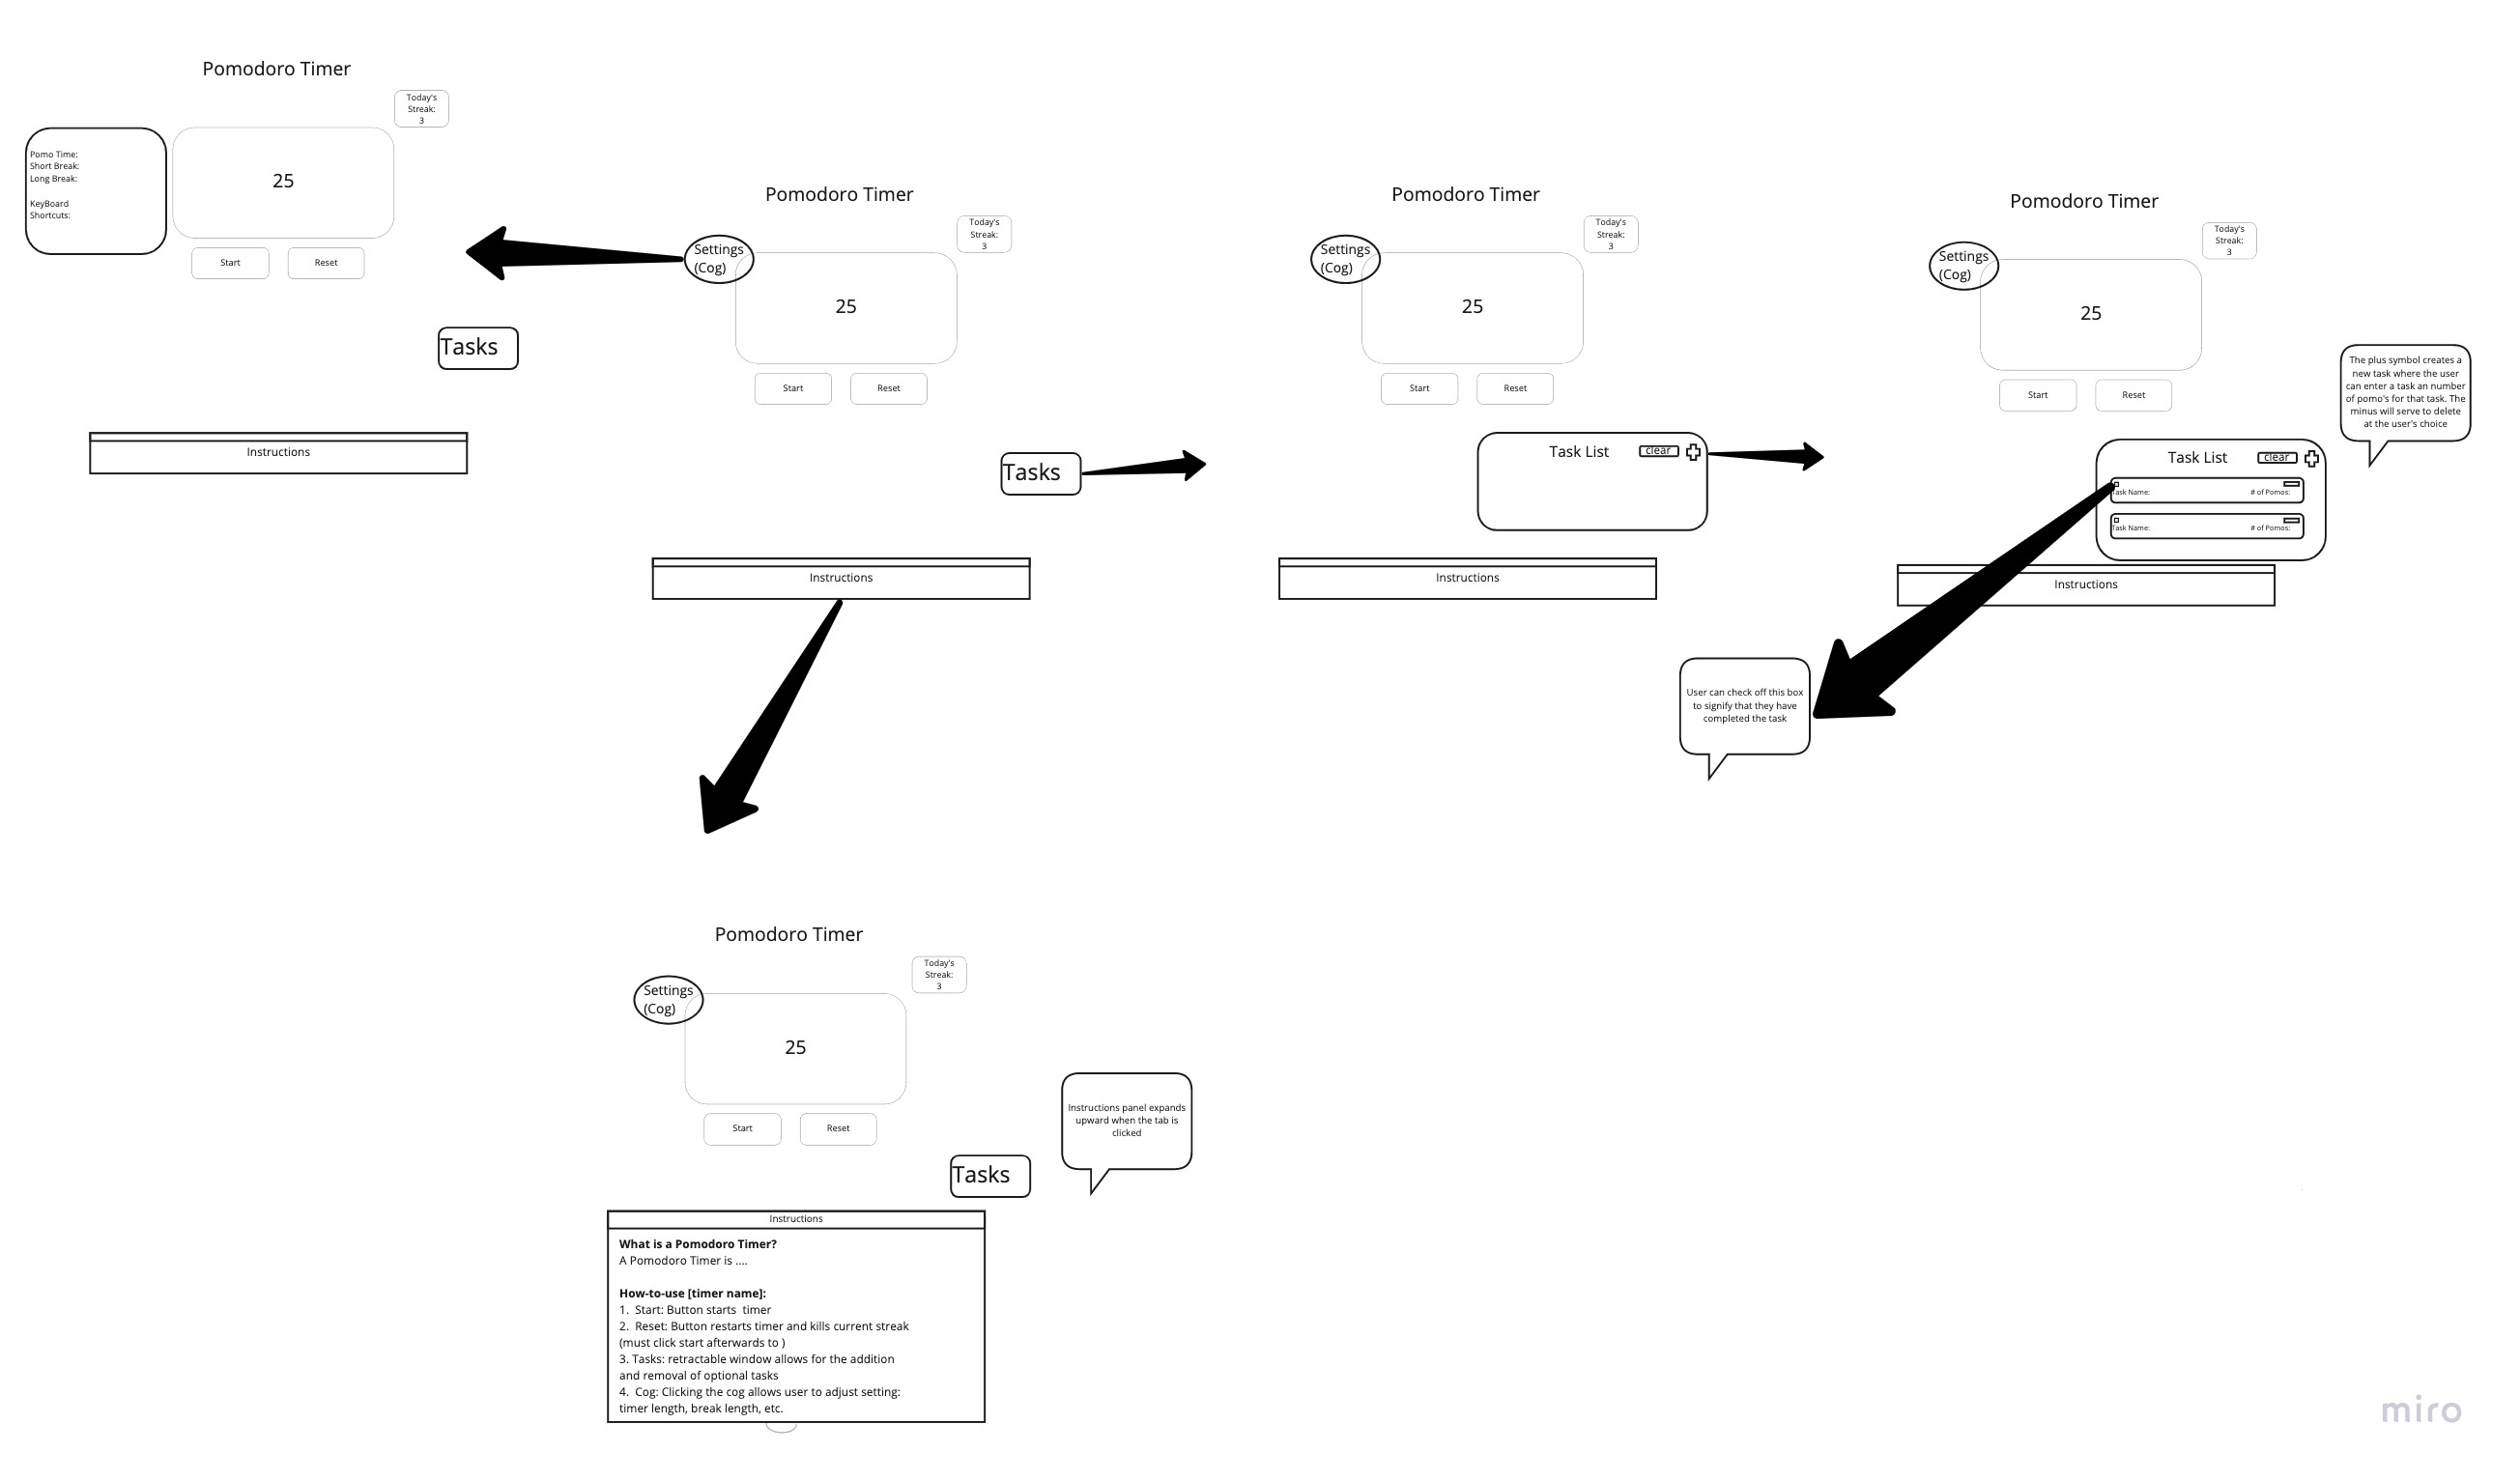 Pomodoro Timer
Today's
Streak:
3
Pomo Time:
Short Break:
Long Break:
KeyBoard
Shortcuts:
25
Start
Reset
Tasks
Instructions
Pomodoro Timer
Today's
Streak:
3
Settings
(Cog)
25
Start
Reset
Tasks
Instructions
Pomodoro Timer
Today's
Streak:
3
Settings
(Cog)
25
Start
Reset
Task List
clear
Instructions
Pomodoro Timer
Today's
Streak:
3
Settings
(Cog)
25
Start
Reset
The plus symbol creates a
new task where the user
can enter a task an number
of pomo's for that task. The
minus will serve to delete
at the user's choice
Task List
clear
Task Name:
# of Pomos:
Task Name:
# of Pomos:
Instructions
User can check off this box
to signify that they have
completed the task
Pomodoro Timer
Today's
Streak:
3
Settings
(Cog)
25
Start
Reset
Instructions panel expands
upward when the tab is
clicked
Tasks
Instructions
What is a Pomodoro Timer?
A Pomodoro Timer is ....
How-to-use [timer name]:
1. Start: Button starts timer
2. Reset: Button restarts timer and kills current streak
(must click start afterwards to )
3. Tasks: retractable window allows for the addition
and removal of optional tasks
4. Cog: Clicking the cog allows user to adjust setting:
timer length, break length, etc.
miro